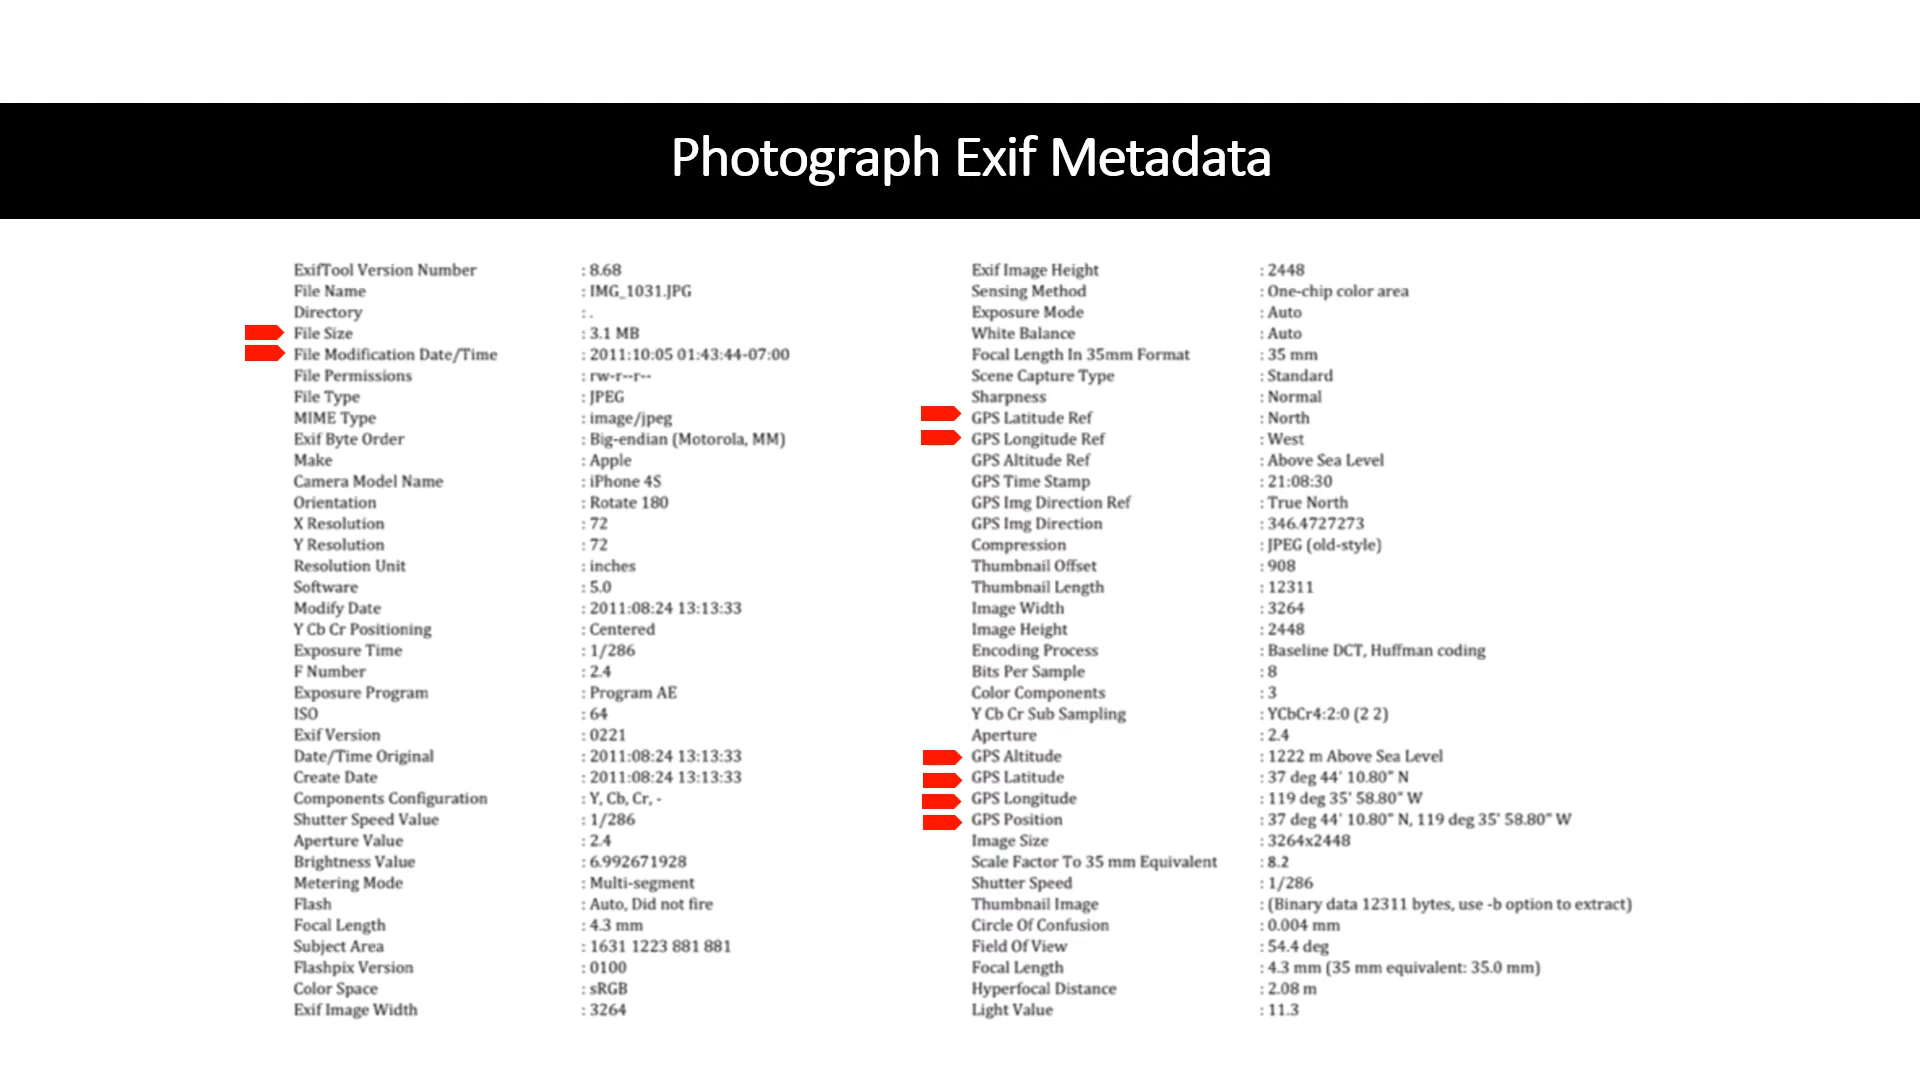 Photograph Exif Metadata
ExifTool Version Number : 8.68
File Name : IMG_1031.JPG
Directory : .
File Size : 3.1 MB
File Modification Date/Time : 2011:10:05 01:43:44-07:00
File Permissions : rw-r--r--
File Type : JPEG
MIME Type : image/jpeg
Exif Byte Order : Big-endian (Motorola, MM)
Make : Apple
Camera Model Name : iPhone 4S
Orientation : Rotate 180
X Resolution : 72
Y Resolution : 72
Resolution Unit : inches
Software : 5.0
Modify Date : 2011:08:24 13:13:33
Y Cb Cr Positioning : Centered
Exposure Time : 1/286
F Number : 2.4
Exposure Program : Program AE
ISO : 64
Exif Version : 0221
Date/Time Original : 2011:08:24 13:13:33
Create Date : 2011:08:24 13:13:33
Components Configuration : Y, Cb, Cr, -
Shutter Speed Value : 1/286
Aperture Value : 2.4
Brightness Value : 6.992671928
Metering Mode : Multi-segment
Flash : Auto, Did not fire
Focal Length : 4.3 mm
Subject Area : 1631 1223 881 881
Flashpix Version : 0100
Color Space : sRGB
Exif Image Width : 3264
Exif Image Height : 2448
Sensing Method : One-chip color area
Exposure Mode : Auto
White Balance : Auto
Focal Length In 35mm Format : 35 mm
Scene Capture Type : Standard
Sharpness : Normal
GPS Latitude Ref : North
GPS Longitude Ref : West
GPS Altitude Ref : Above Sea Level
GPS Time Stamp : 21:08:30
GPS Img Direction Ref : True North
GPS Img Direction : 346.4727273
Compression : JPEG (old-style)
Thumbnail Offset : 908
Thumbnail Length : 12311
Image Width : 3264
Image Height : 2448
Encoding Process : Baseline DCT, Huffman coding
Bits Per Sample : 8
Color Components : 3
Y Cb Cr Sub Sampling : YCbCr4:2:0 (2 2)
Aperture : 2.4
GPS Altitude : 1222 m Above Sea Level
GPS Latitude : 37 deg 44' 10.80" N
GPS Longitude : 119 deg 35' 58.80" W
GPS Position : 37 deg 44' 10.80" N, 119 deg 35' 58.80" W
Image Size : 3264x2448
Scale Factor To 35 mm Equivalent : 8.2
Shutter Speed : 1/286
Thumbnail Image : (Binary data 12311 bytes, use -b option to extract)
Circle Of Confusion : 0.004 mm
Field Of View : 54.4 deg
Focal Length : 4.3 mm (35 mm equivalent: 35.0 mm)
Hyperfocal Distance : 2.08 m
Light Value : 11.3